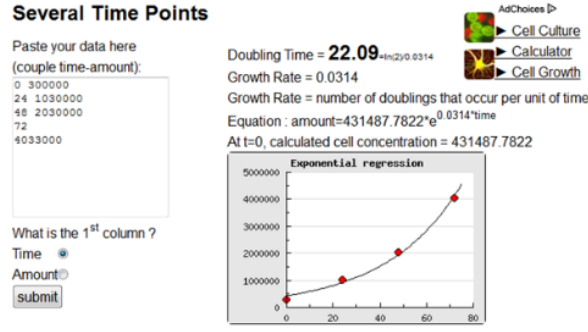 Several Time Points
AdChoices
Cell Culture
Calculator
Cell Growth
Paste your data here
(couple time-amount):
0 300000
24 1030000
48 2030000
72
4033000
What is the 1st column ?
Time
Amount
submit
Doubling Time = 22.09=ln(2)/0.0314
Growth Rate = 0.0314
Growth Rate = number of doublings that occur per unit of time
Equation : amount=431487.7822*e^0.0314*time
At t=0, calculated cell concentration = 431487.7822
Exponential regression
5000000
4000000
3000000
2000000
1000000
0
0 20 40 60 80